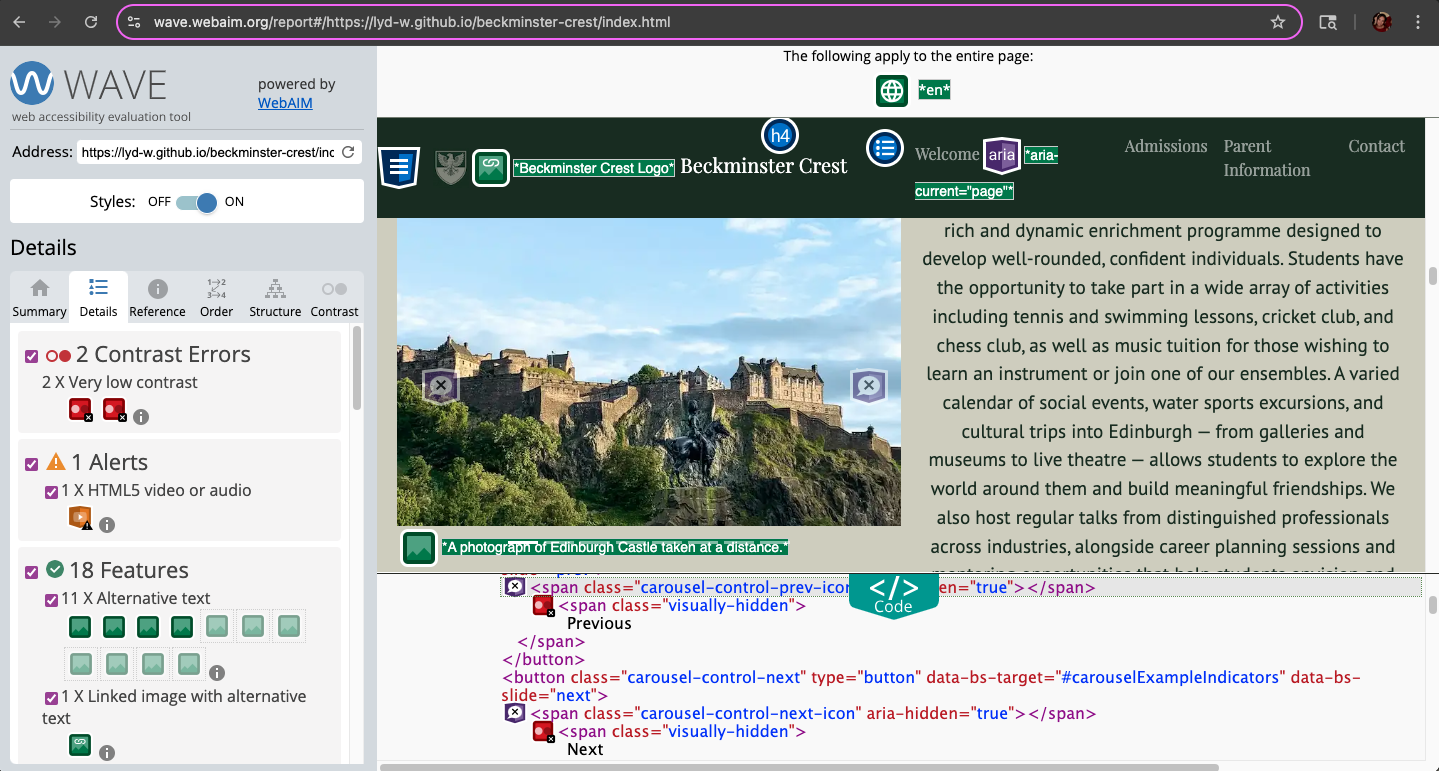 wave.webaim.org/report#/https://lyd-w.github.io/beckminster-crest/index.html
WAVE
web accessibility evaluation tool
powered by
WebAIM
Address: https://lyd-w.github.io/beckminster-crest/inc
Styles: OFF ON
Details
Summary Details Reference Order Structure Contrast
2 Contrast Errors
2 X Very low contrast
1 Alerts
1 X HTML5 video or audio
18 Features
11 X Alternative text
1 X Linked image with alternative
text
The following apply to the entire page:
*en*
h4
*Beckminster Crest Logo* Beckminster Crest
Welcome aria *aria-
current="page"*
Admissions
Parent
Information
Contact
rich and dynamic enrichment programme designed to
develop well-rounded, confident individuals. Students have
the opportunity to take part in a wide array of activities
including tennis and swimming lessons, cricket club, and
chess club, as well as music tuition for those wishing to
learn an instrument or join one of our ensembles. A varied
calendar of social events, water sports excursions, and
cultural trips into Edinburgh — from galleries and
museums to live theatre — allows students to explore the
world around them and build meaningful friendships. We
also host regular talks from distinguished professionals
across industries, alongside career planning sessions and
*A photograph of Edinburgh Castle taken at a distance.*
</> Code
<span class="carousel-control-prev-icon en="true"></span>
<span class="visually-hidden">
Previous
</span>
</button>
<button class="carousel-control-next" type="button" data-bs-target="#carouselExampleIndicators" data-bs-
slide="next">
<span class="carousel-control-next-icon" aria-hidden="true"></span>
<span class="visually-hidden">
Next